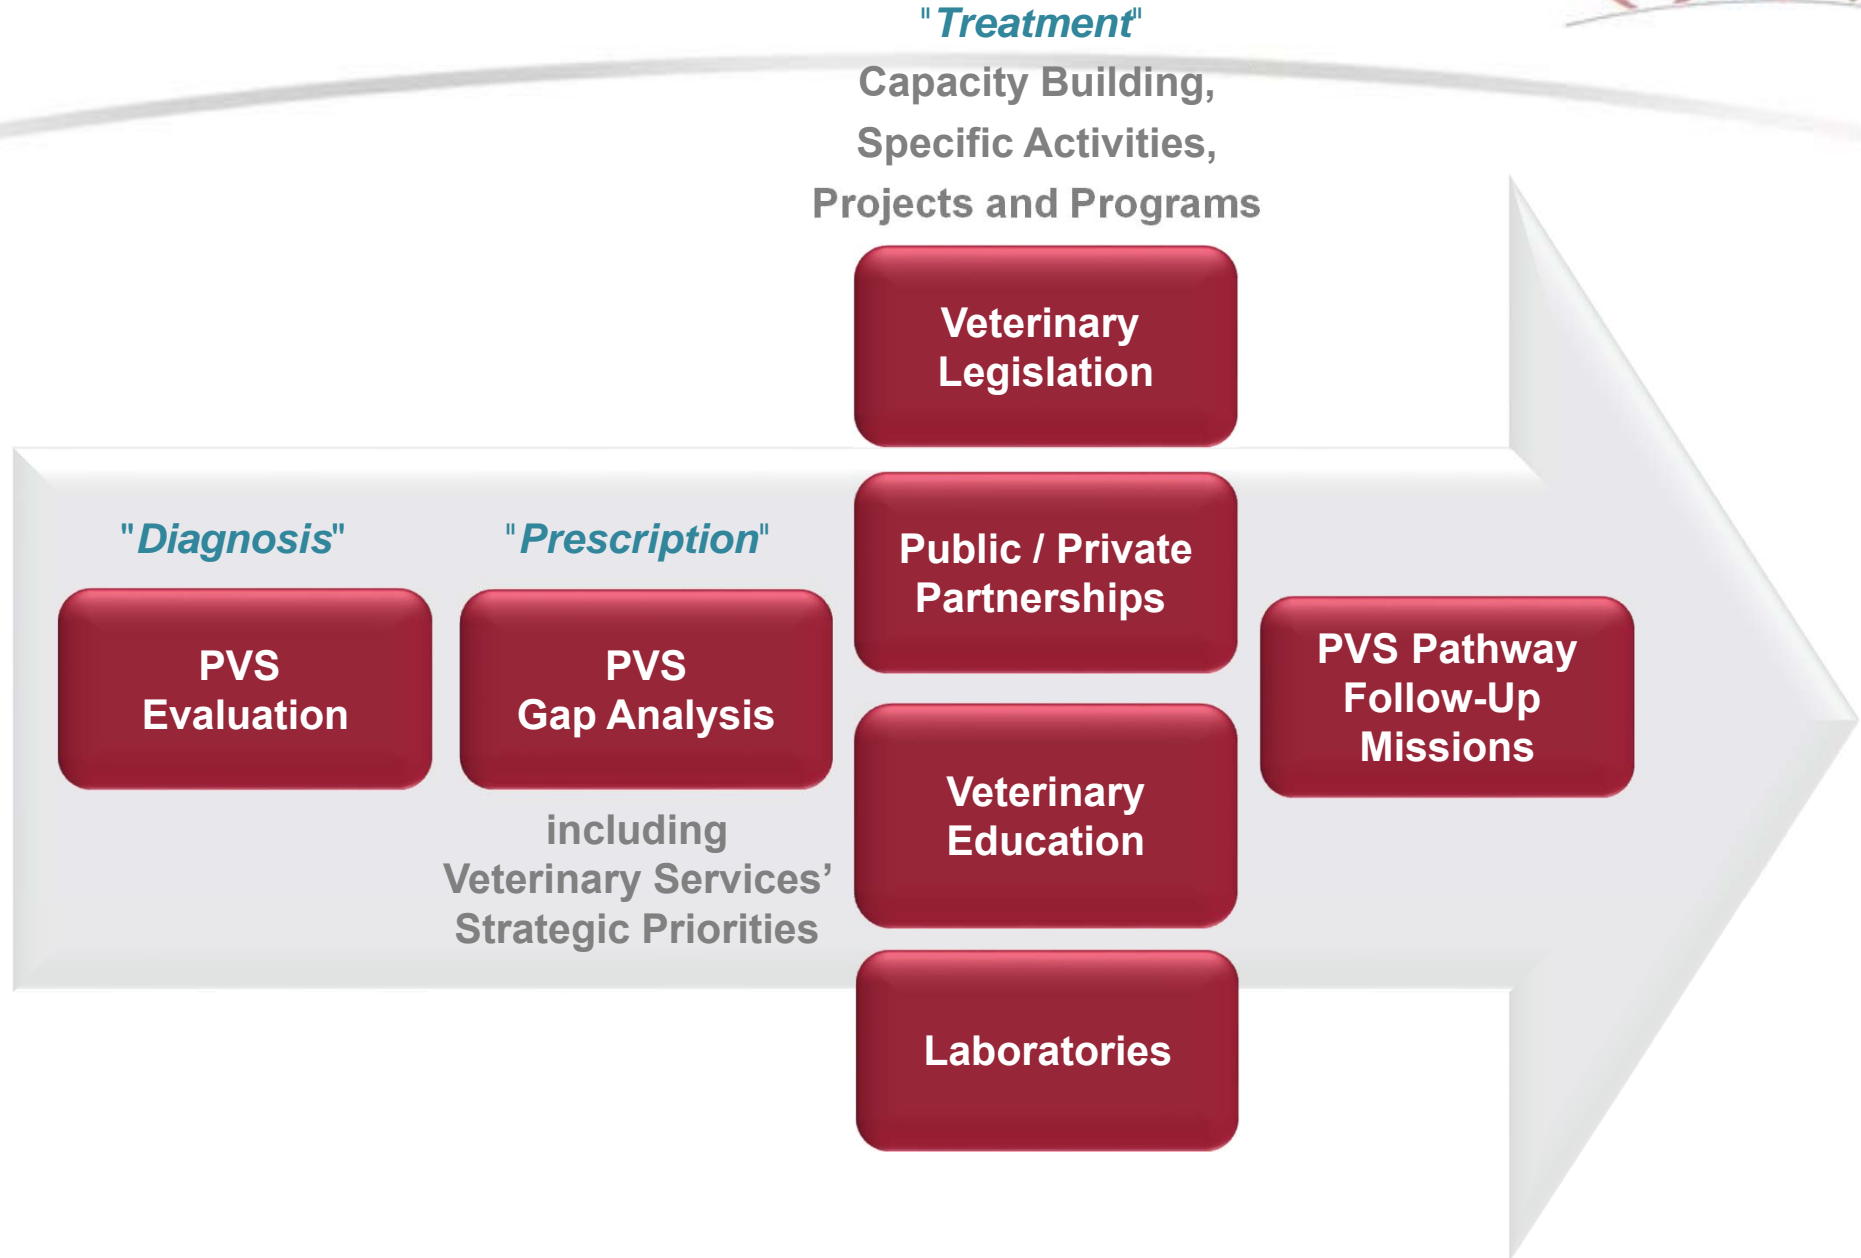 "Treatment"
Capacity Building,
Specific Activities,
Projects and Programs
Veterinary
Legislation
"Diagnosis"
PVS
Evaluation
"Prescription"
PVS
Gap Analysis
including
Veterinary Services’
Strategic Priorities
Public / Private
Partnerships
Veterinary
Education
Laboratories
PVS Pathway
Follow-Up
Missions